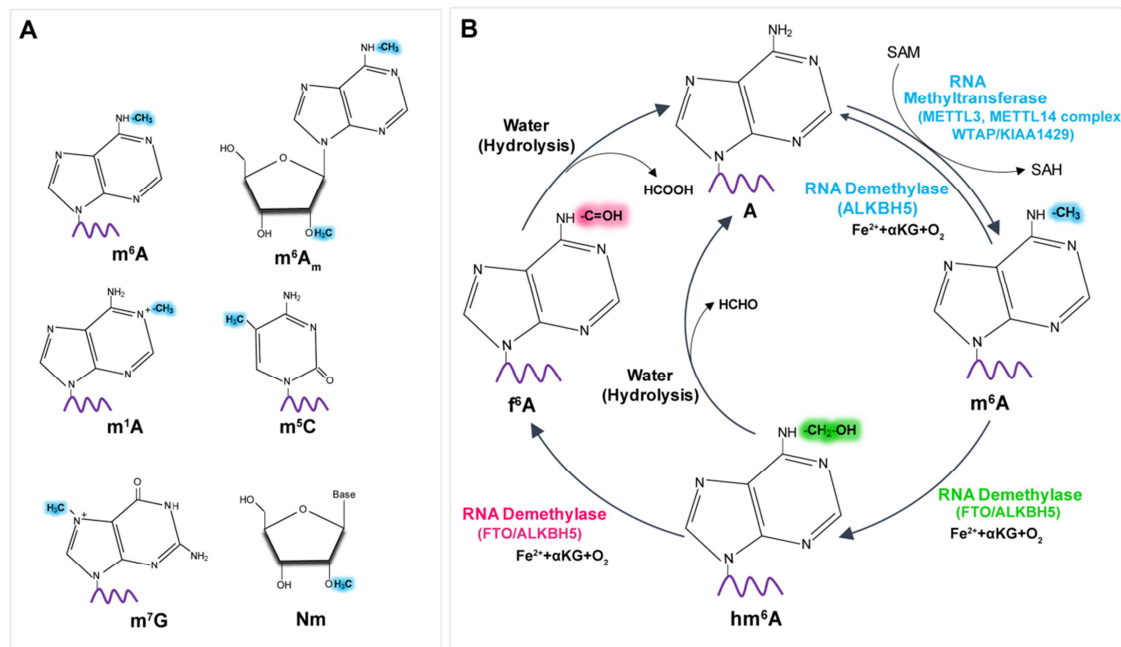 A
NH-CH₃
N
N
N
N
m⁶A
NH-CH₃
N
N
N
N
HO
O
OH
OH₃C
m⁶Aₘ
NH₂
N
N⁺-CH₃
N
N
m¹A
NH₂
H₃C
N
N
O
m⁵C
O
H₃C
N⁺
NH
N
N
NH₂
m⁷G
Base
HO
O
OH
OH₃C
Nm
B
NH₂
N
N
N
N
A
SAM
RNA
Methyltransferase
(METTL3, METTL14 complex
WTAP/KIAA1429)
SAH
RNA Demethylase
(ALKBH5)
Fe²⁺+αKG+O₂
Water
(Hydrolysis)
HCOOH
NH -C=OH
N
N
N
N
f⁶A
NH -CH₃
N
N
N
N
m⁶A
HCHO
Water
(Hydrolysis)
NH -CH₂-OH
N
N
N
N
hm⁶A
RNA Demethylase
(FTO/ALKBH5)
Fe²⁺+αKG+O₂
RNA Demethylase
(FTO/ALKBH5)
Fe²⁺+αKG+O₂